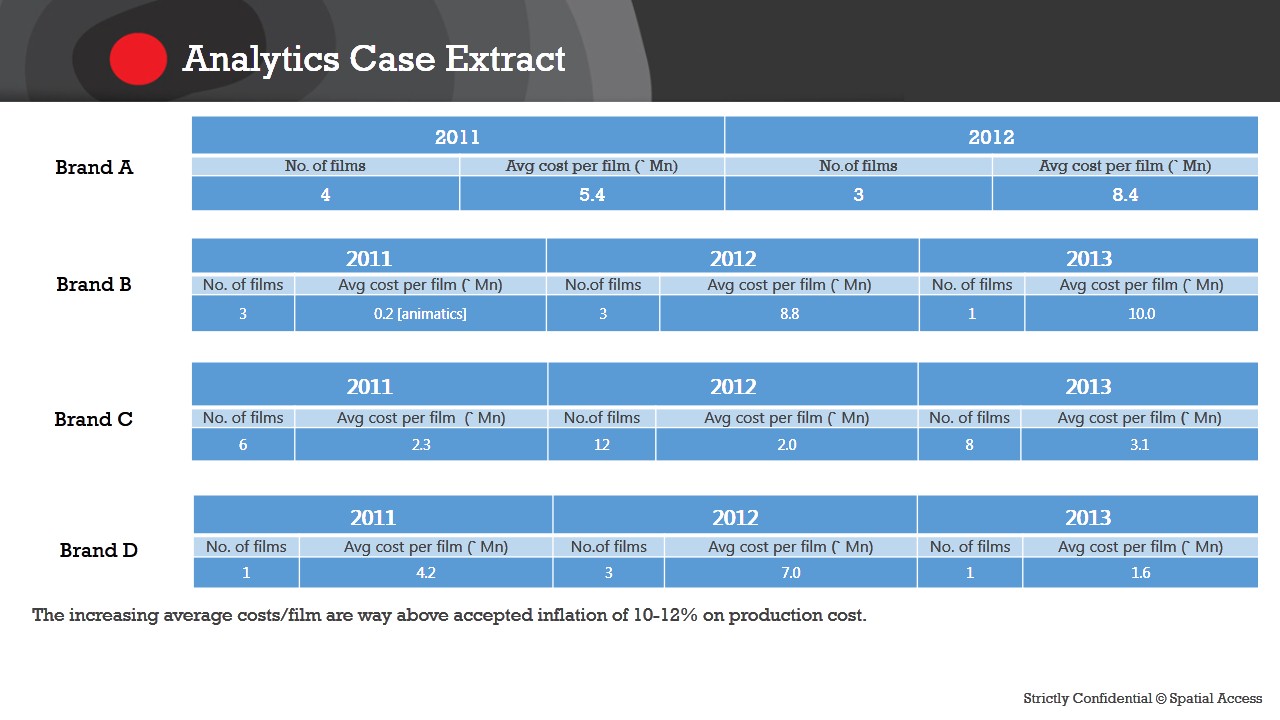 Analytics Case Extract
Brand A
2011 2012
No. of films Avg cost per film (` Mn) No.of films Avg cost per film (` Mn)
4 5.4 3 8.4
Brand B
2011 2012 2013
No. of films Avg cost per film (` Mn) No.of films Avg cost per film (` Mn) No. of films Avg cost per film (` Mn)
3 0.2 [animatics] 3 8.8 1 10.0
Brand C
2011 2012 2013
No. of films Avg cost per film (` Mn) No.of films Avg cost per film (` Mn) No. of films Avg cost per film (` Mn)
6 2.3 12 2.0 8 3.1
Brand D
2011 2012 2013
No. of films Avg cost per film (` Mn) No.of films Avg cost per film (` Mn) No. of films Avg cost per film (` Mn)
1 4.2 3 7.0 1 1.6
The increasing average costs/film are way above accepted inflation of 10-12% on production cost.
Strictly Confidential © Spatial Access